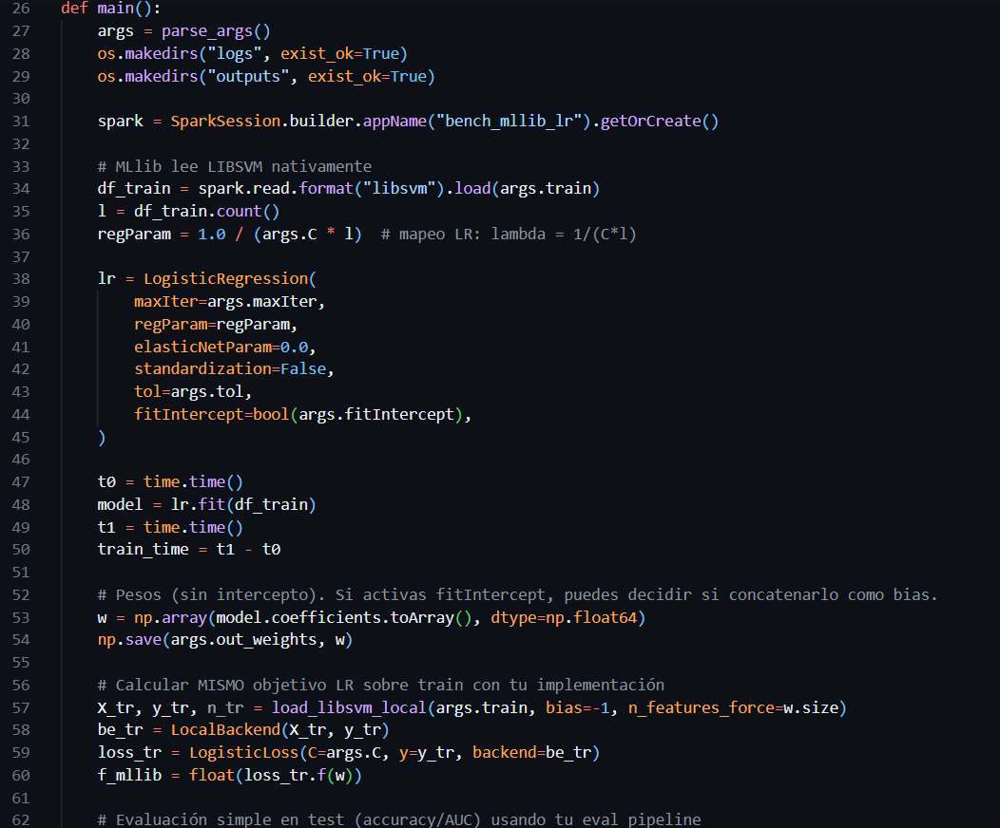 26 def main():
27     args = parse_args()
28     os.makedirs("logs", exist_ok=True)
29     os.makedirs("outputs", exist_ok=True)
30
31     spark = SparkSession.builder.appName("bench_mllib_lr").getOrCreate()
32
33     # MLlib lee LIBSVM nativamente
34     df_train = spark.read.format("libsvm").load(args.train)
35     l = df_train.count()
36     regParam = 1.0 / (args.C * l)  # mapeo LR: lambda = 1/(C*l)
37
38     lr = LogisticRegression(
39         maxIter=args.maxIter,
40         regParam=regParam,
41         elasticNetParam=0.0,
42         standardization=False,
43         tol=args.tol,
44         fitIntercept=bool(args.fitIntercept),
45     )
46
47     t0 = time.time()
48     model = lr.fit(df_train)
49     t1 = time.time()
50     train_time = t1 - t0
51
52     # Pesos (sin intercepto). Si activas fitIntercept, puedes decidir si concatenarlo como bias.
53     w = np.array(model.coefficients.toArray(), dtype=np.float64)
54     np.save(args.out_weights, w)
55
56     # Calcular MISMO objetivo LR sobre train con tu implementación
57     X_tr, y_tr, n_tr = load_libsvm_local(args.train, bias=-1, n_features_force=w.size)
58     be_tr = LocalBackend(X_tr, y_tr)
59     loss_tr = LogisticLoss(C=args.C, y=y_tr, backend=be_tr)
60     f_mllib = float(loss_tr.f(w))
61
62     # Evaluación simple en test (accuracy/AUC) usando tu eval pipeline